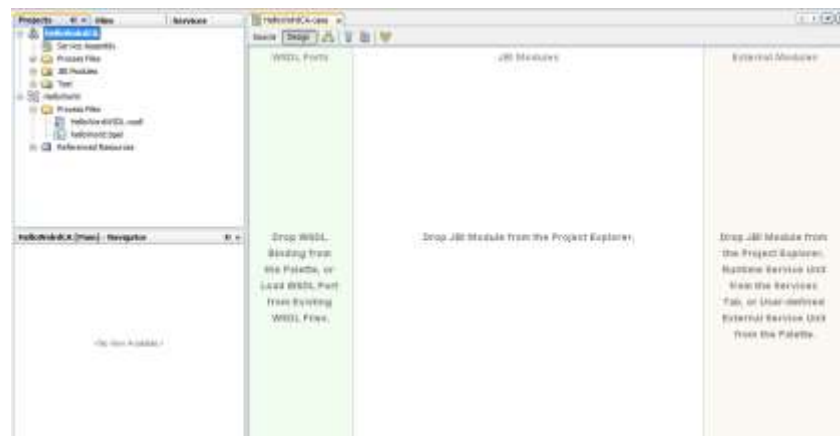 Projects Files Services
HelloWorldCA
Service Assembly
Process Files
JBI Modules
Test
HelloWorld
Process Files
HelloWorldWSDL.wsdl
helloWorld.bpel
Referenced Resources
HelloWorldCA [Main] - Navigator
<No View Available>
HelloWorldCA.casa
Source Design
WSDL Ports
JBI Modules
External Modules
Drop WSDL
Binding from
the Palette, or
Load WSDL Port
from Existing
WSDL Files.
Drop JBI Module from the Project Explorer.
Drop JBI Module from
the Project Explorer,
Runtime Service Unit
from the Services
Tab, or User-defined
External Service Unit
from the Palette.